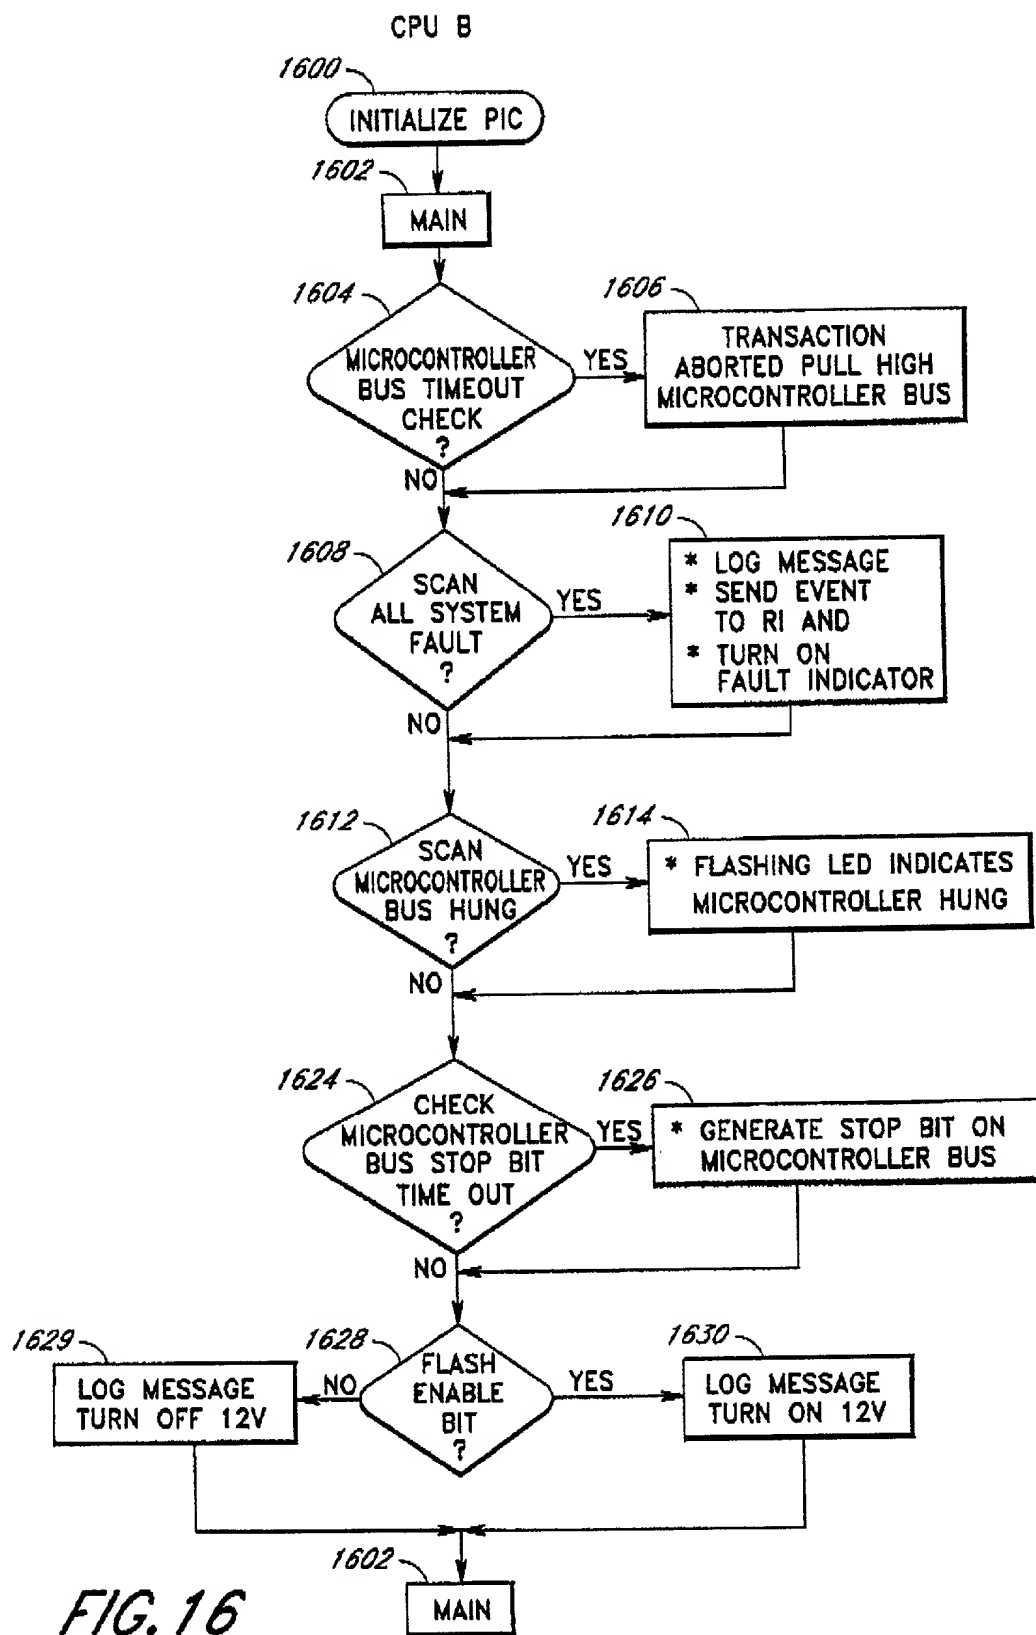 CPU B
1600
INITIALIZE PIC
1602
MAIN
1604
MICROCONTROLLER
BUS TIMEOUT
CHECK
?
YES
NO
1606
TRANSACTION
ABORTED PULL HIGH
MICROCONTROLLER BUS
1608
SCAN
ALL SYSTEM
FAULT
?
YES
NO
1610
* LOG MESSAGE
* SEND EVENT
TO RI AND
* TURN ON
FAULT INDICATOR
1612
SCAN
MICROCONTROLLER
BUS HUNG
?
YES
NO
1614
* FLASHING LED INDICATES
MICROCONTROLLER HUNG
1624
CHECK
MICROCONTROLLER
BUS STOP BIT
TIME OUT
?
YES
NO
1626
* GENERATE STOP BIT ON
MICROCONTROLLER BUS
1628
FLASH
ENABLE
BIT
?
NO
YES
1629
LOG MESSAGE
TURN OFF 12V
1630
LOG MESSAGE
TURN ON 12V
1602
MAIN
FIG. 16